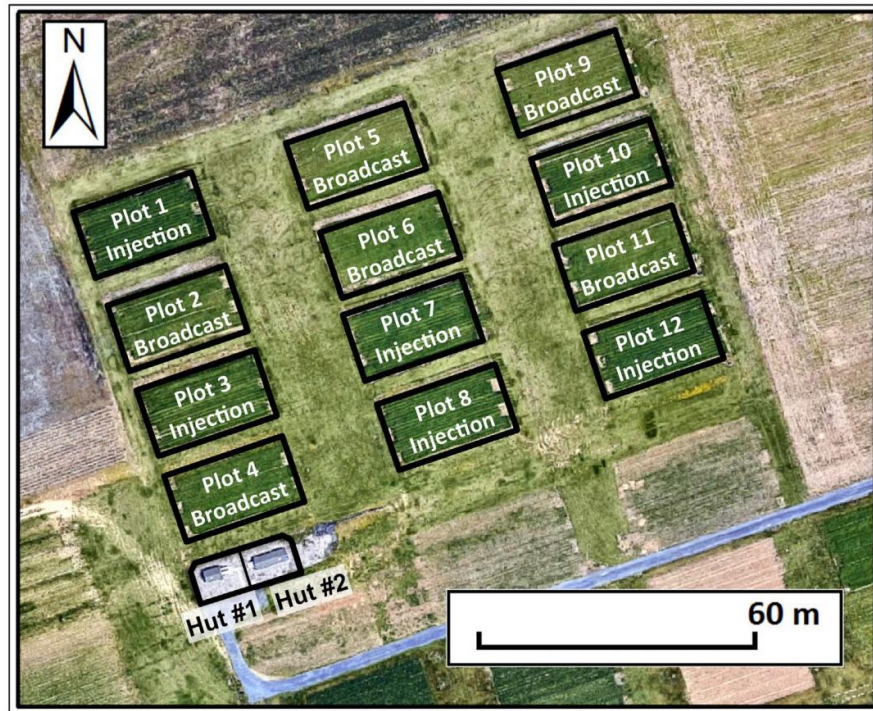 N
Plot 1
Injection
Plot 2
Broadcast
Plot 3
Injection
Plot 4
Broadcast
Plot 5
Broadcast
Plot 6
Broadcast
Plot 7
Injection
Plot 8
Injection
Plot 9
Broadcast
Plot 10
Injection
Plot 11
Broadcast
Plot 12
Injection
Hut #1
Hut #2
60 m